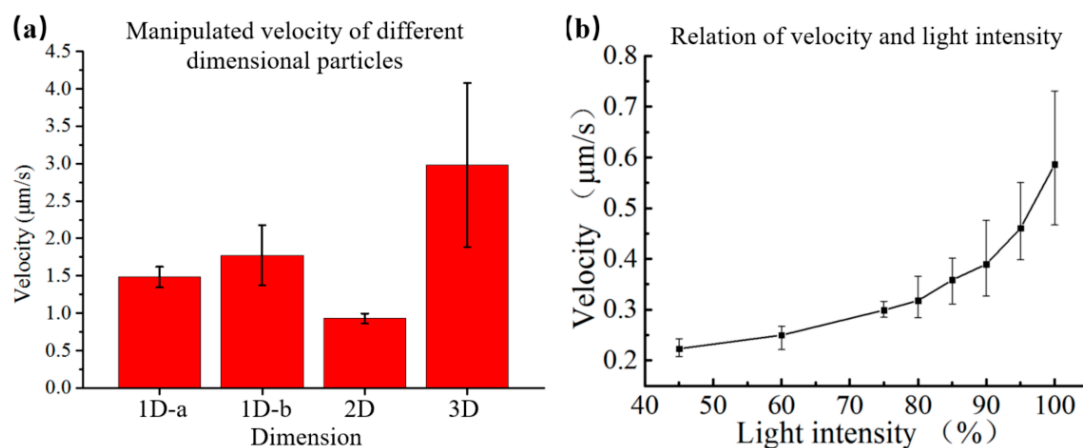 (a)
Manipulated velocity of different
dimensional particles
4.5
4.0
3.5
3.0
2.5
2.0
1.5
1.0
0.5
0.0
Velocity (μm/s)
1D-a 1D-b 2D 3D
Dimension
(b)
Relation of velocity and light intensity
0.8
0.7
0.6
0.5
0.4
0.3
0.2
Velocity （μm/s）
40 50 60 70 80 90 100
Light intensity （%）